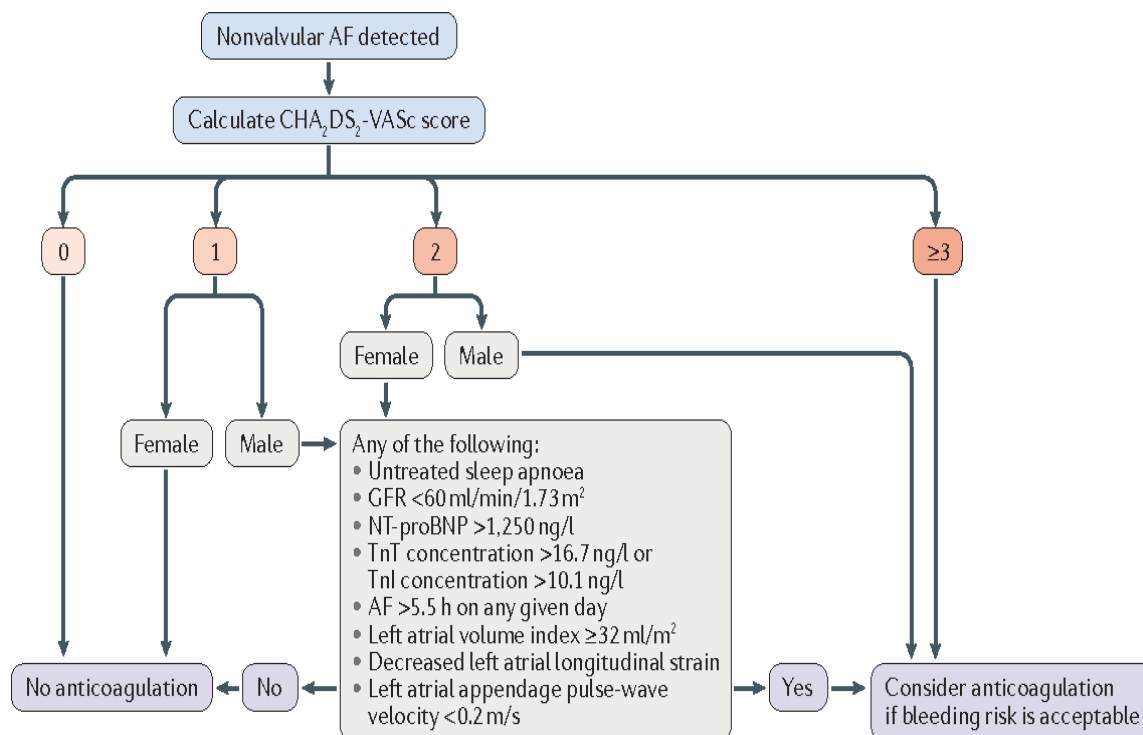 Nonvalvular AF detected
Calculate CHA₂DS₂-VASc score
0
1
2
≥3
Female
Male
Female
Male
Any of the following:
• Untreated sleep apnoea
• GFR <60 ml/min/1.73 m²
• NT-proBNP >1,250 ng/l
• TnT concentration >16.7 ng/l or
TnI concentration >10.1 ng/l
• AF >5.5 h on any given day
• Left atrial volume index ≥32 ml/m²
• Decreased left atrial longitudinal strain
• Left atrial appendage pulse-wave
velocity <0.2 m/s
No anticoagulation
No
Yes
Consider anticoagulation
if bleeding risk is acceptable